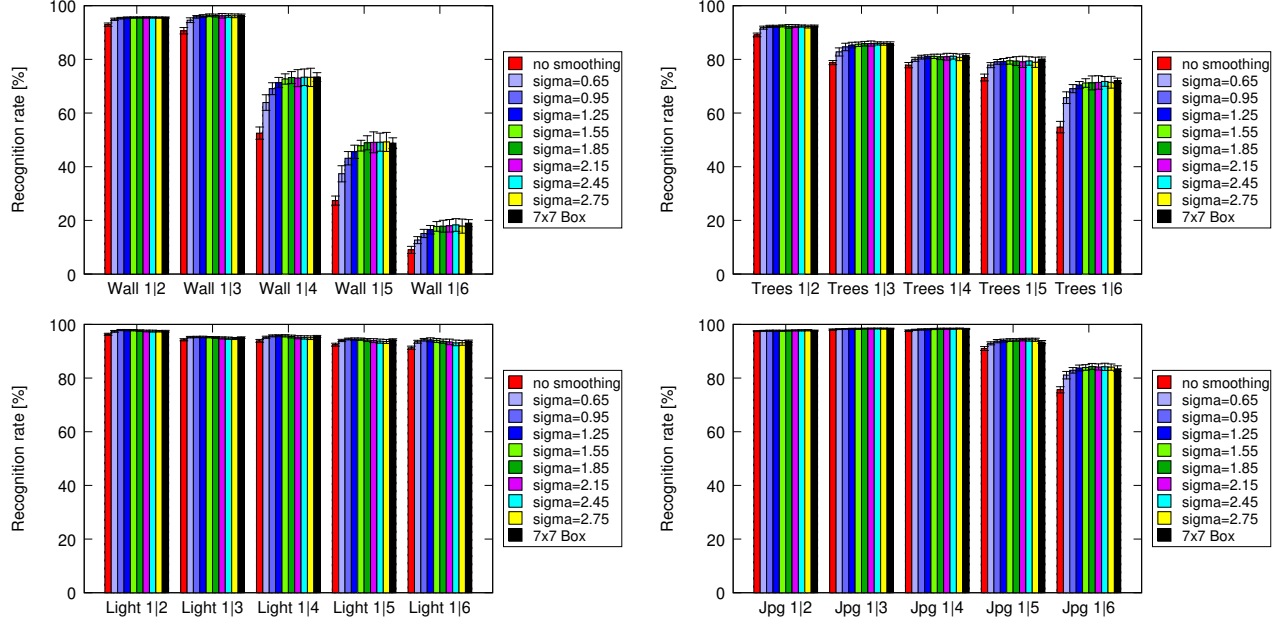 Recognition rate [%]
100
80
60
40
20
0
Wall 1|2 Wall 1|3 Wall 1|4 Wall 1|5 Wall 1|6
no smoothing
sigma=0.65
sigma=0.95
sigma=1.25
sigma=1.55
sigma=1.85
sigma=2.15
sigma=2.45
sigma=2.75
7x7 Box
Recognition rate [%]
100
80
60
40
20
0
Trees 1|2 Trees 1|3 Trees 1|4 Trees 1|5 Trees 1|6
no smoothing
sigma=0.65
sigma=0.95
sigma=1.25
sigma=1.55
sigma=1.85
sigma=2.15
sigma=2.45
sigma=2.75
7x7 Box
Recognition rate [%]
100
80
60
40
20
0
Light 1|2 Light 1|3 Light 1|4 Light 1|5 Light 1|6
no smoothing
sigma=0.65
sigma=0.95
sigma=1.25
sigma=1.55
sigma=1.85
sigma=2.15
sigma=2.45
sigma=2.75
7x7 Box
Recognition rate [%]
100
80
60
40
20
0
Jpg 1|2 Jpg 1|3 Jpg 1|4 Jpg 1|5 Jpg 1|6
no smoothing
sigma=0.65
sigma=0.95
sigma=1.25
sigma=1.55
sigma=1.85
sigma=2.15
sigma=2.45
sigma=2.75
7x7 Box